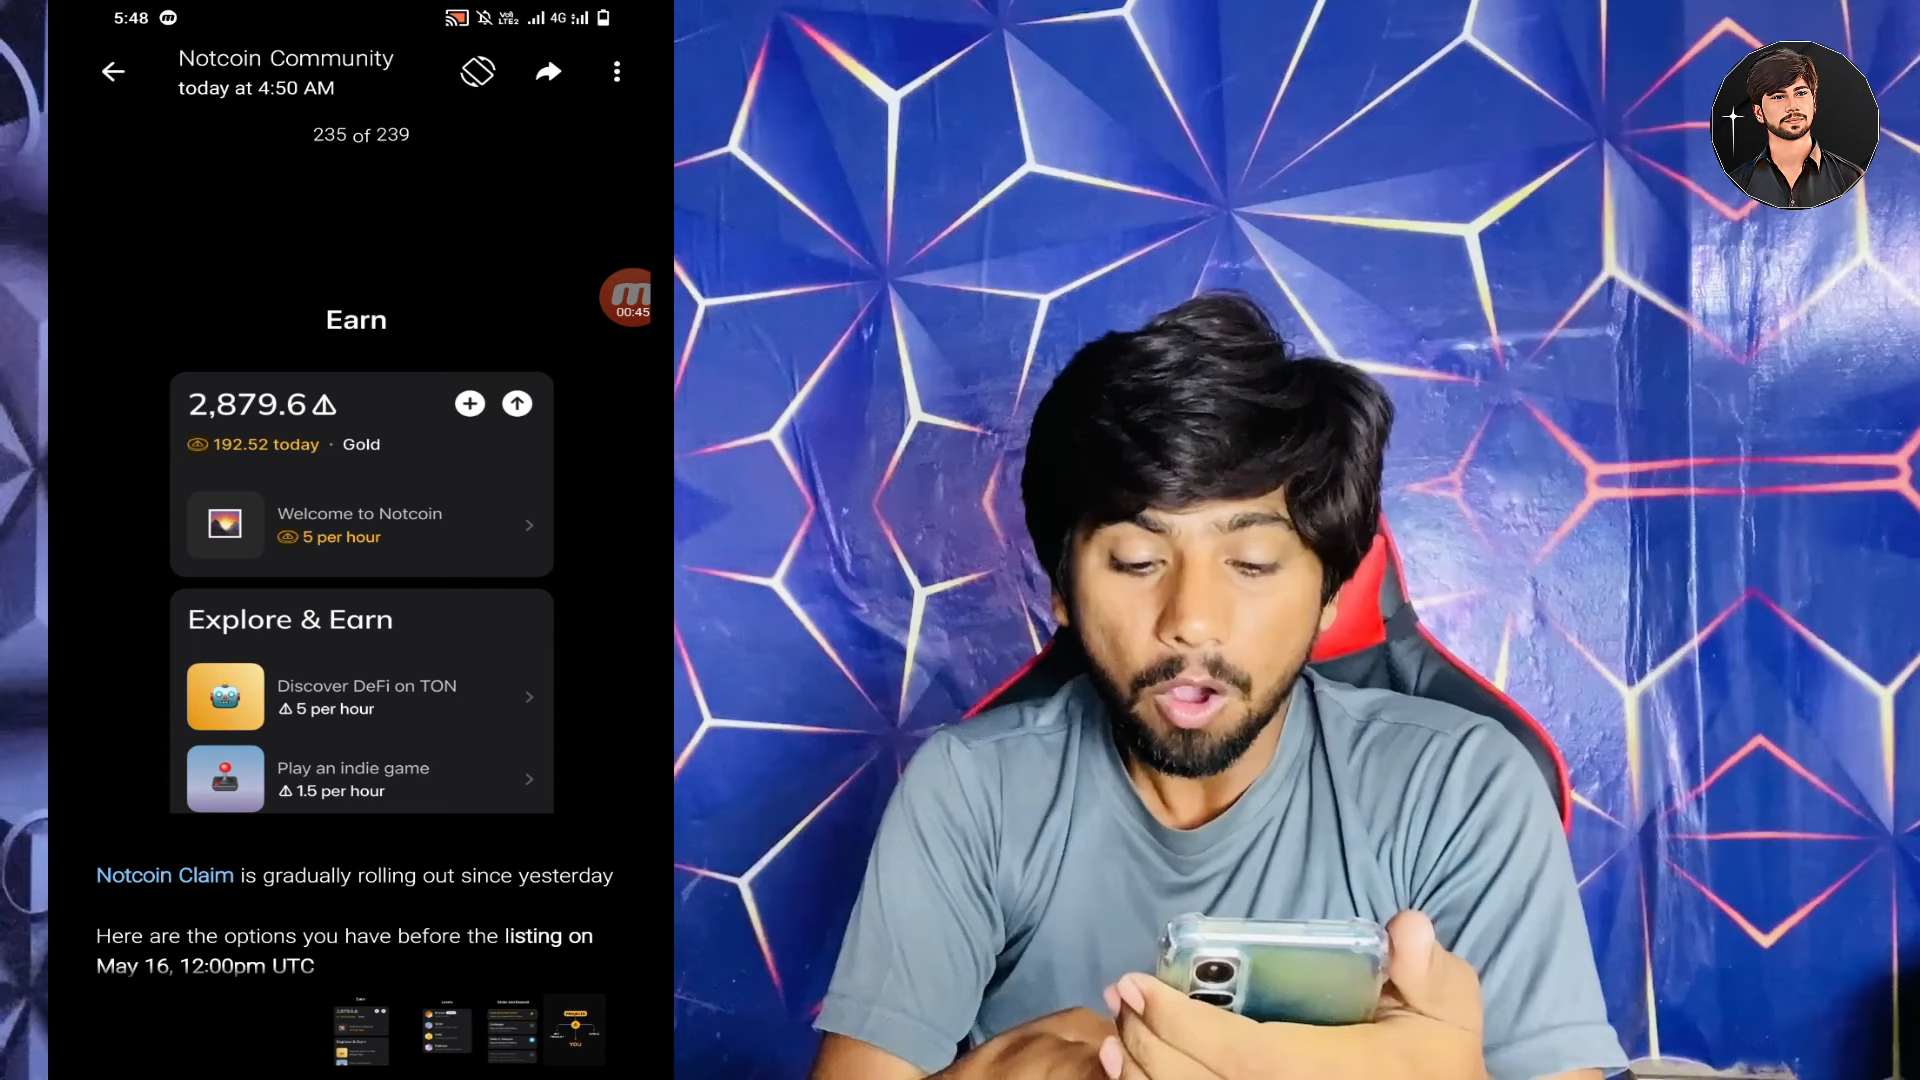 5:48
Vo)
LTE2
4G
Notcoin Community
today at 4:50 AM
235 of 239
00:45
Earn
2,879.6
192.52 today · Gold
Welcome to Notcoin
5 per hour
Explore & Earn
Discover DeFi on TON
5 per hour
Play an indie game
1.5 per hour
Notcoin Claim is gradually rolling out since yesterday
Here are the options you have before the listing on
May 16, 12:00pm UTC
YOU